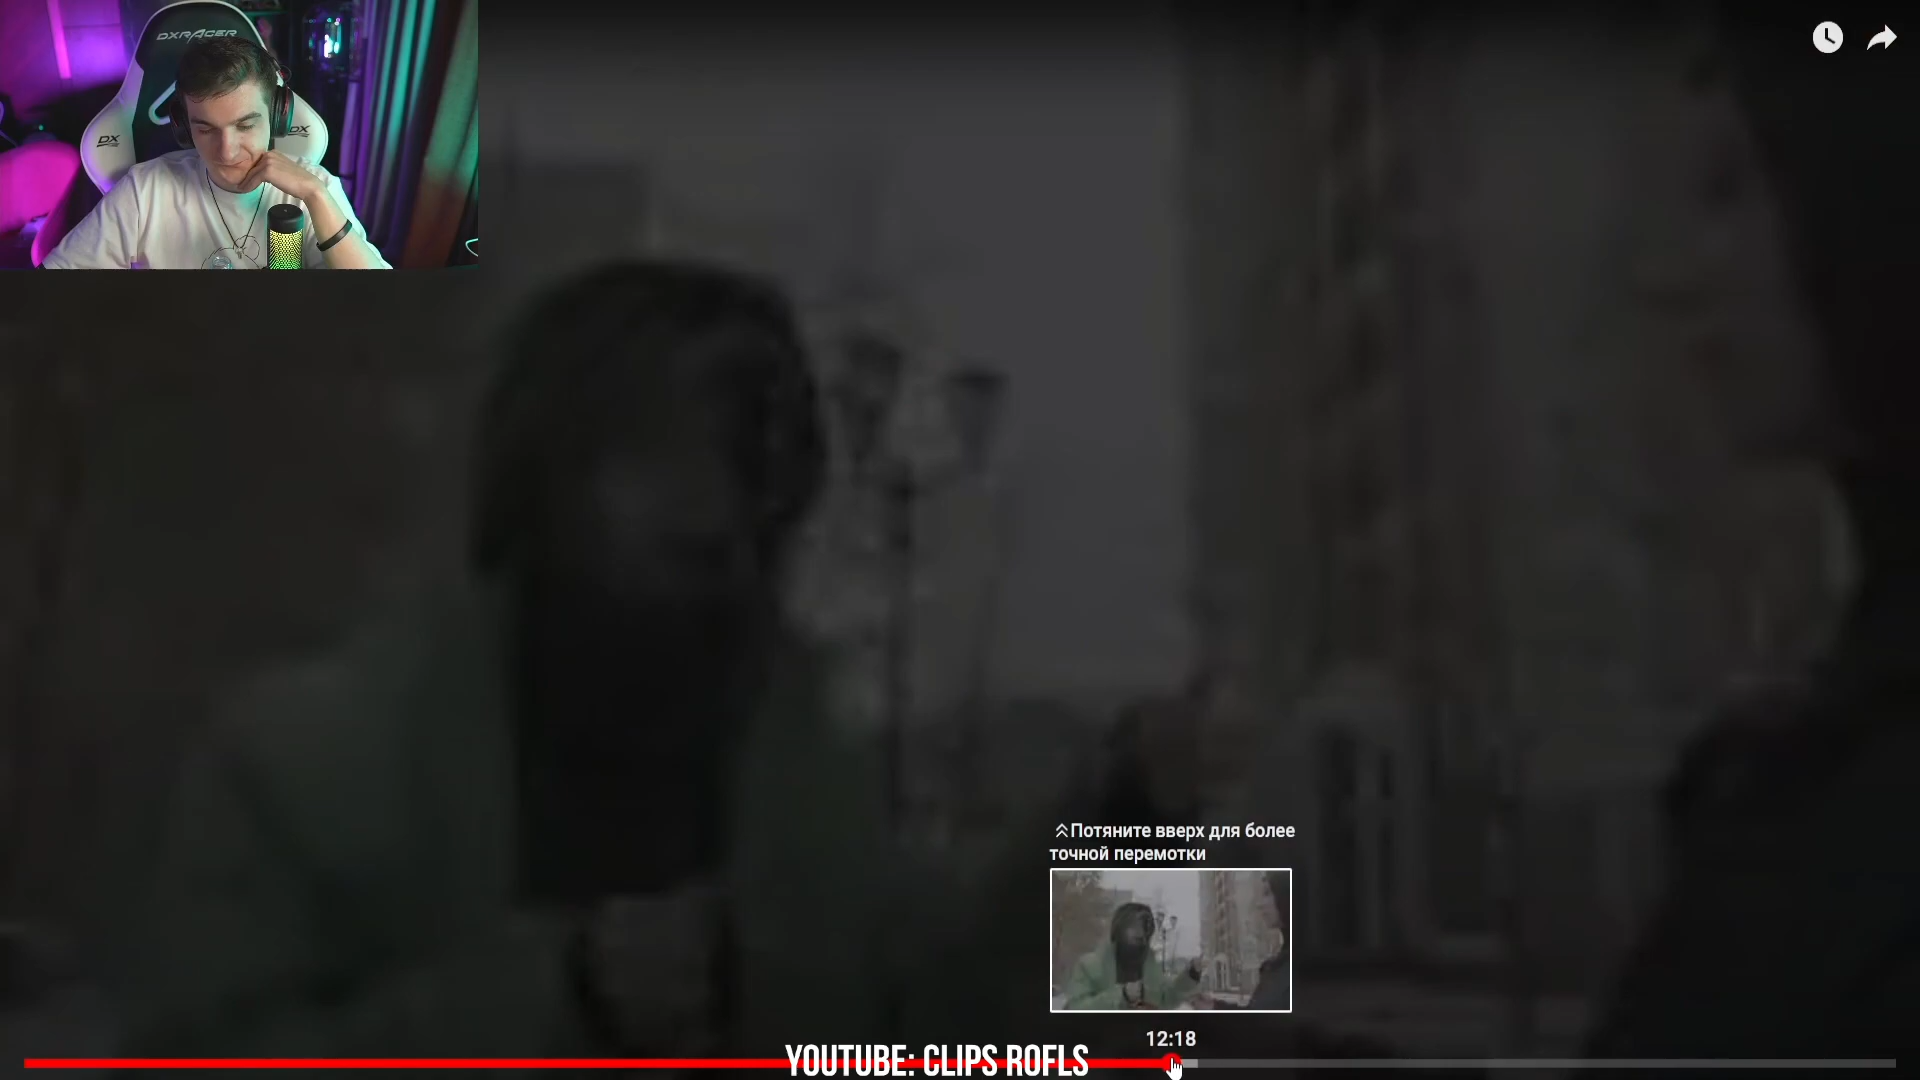 DXRACER
DX
DX
Потяните вверх для более
точной перемотки
12:18
YOUTUBE: CLIPS ROFLS